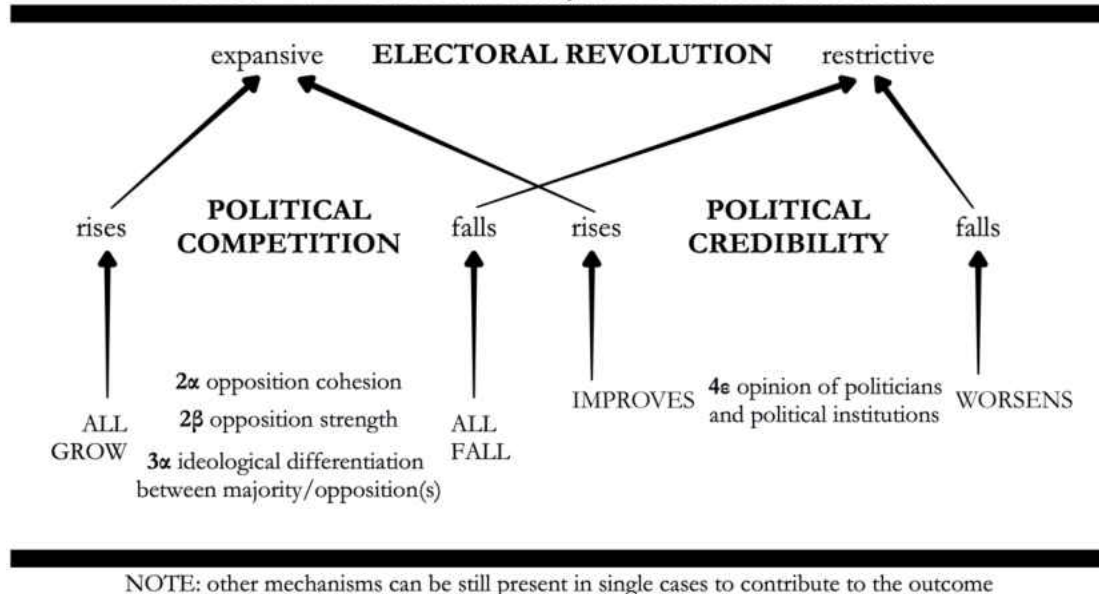 expansive ELECTORAL REVOLUTION restrictive
rises POLITICAL COMPETITION falls rises POLITICAL CREDIBILITY falls
2α opposition cohesion
2β opposition strength
3α ideological differentiation
between majority/opposition(s)
ALL
GROW
ALL
FALL
IMPROVES
4ε opinion of politicians
and political institutions
WORSENS
NOTE: other mechanisms can be still present in single cases to contribute to the outcome